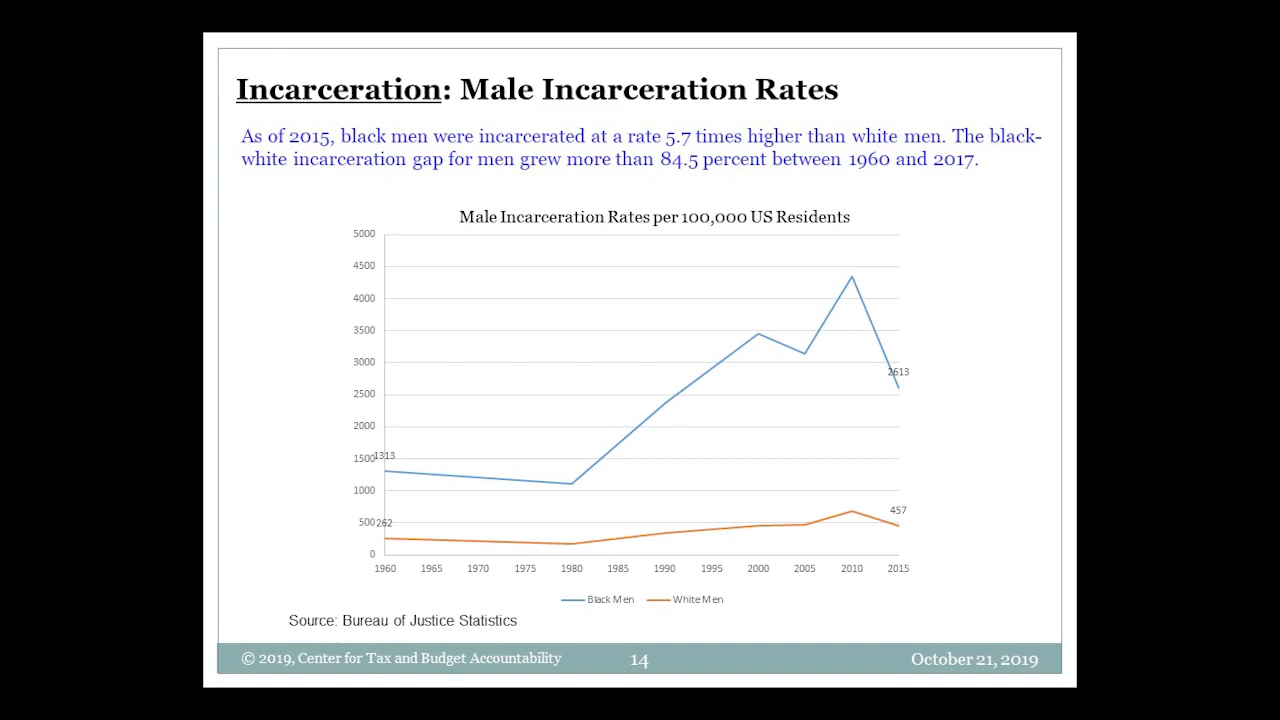 Incarceration: Male Incarceration Rates
As of 2015, black men were incarcerated at a rate 5.7 times higher than white men. The black-
white incarceration gap for men grew more than 84.5 percent between 1960 and 2017.
Male Incarceration Rates per 100,000 US Residents
5000
4500
4000
3500
3000
2613
2500
2000
1500 1313
1000
457
500 262
0
1960 1965 1970 1975 1980 1985 1990 1995 2000 2005 2010 2015
Black Men White Men
Source: Bureau of Justice Statistics
© 2019, Center for Tax and Budget Accountability 14 October 21, 2019